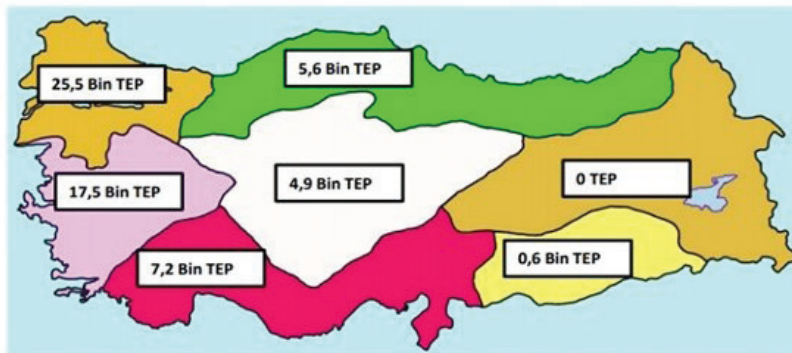 25,5 Bin TEP
5,6 Bin TEP
17,5 Bin TEP
4,9 Bin TEP
0 TEP
7,2 Bin TEP
0,6 Bin TEP